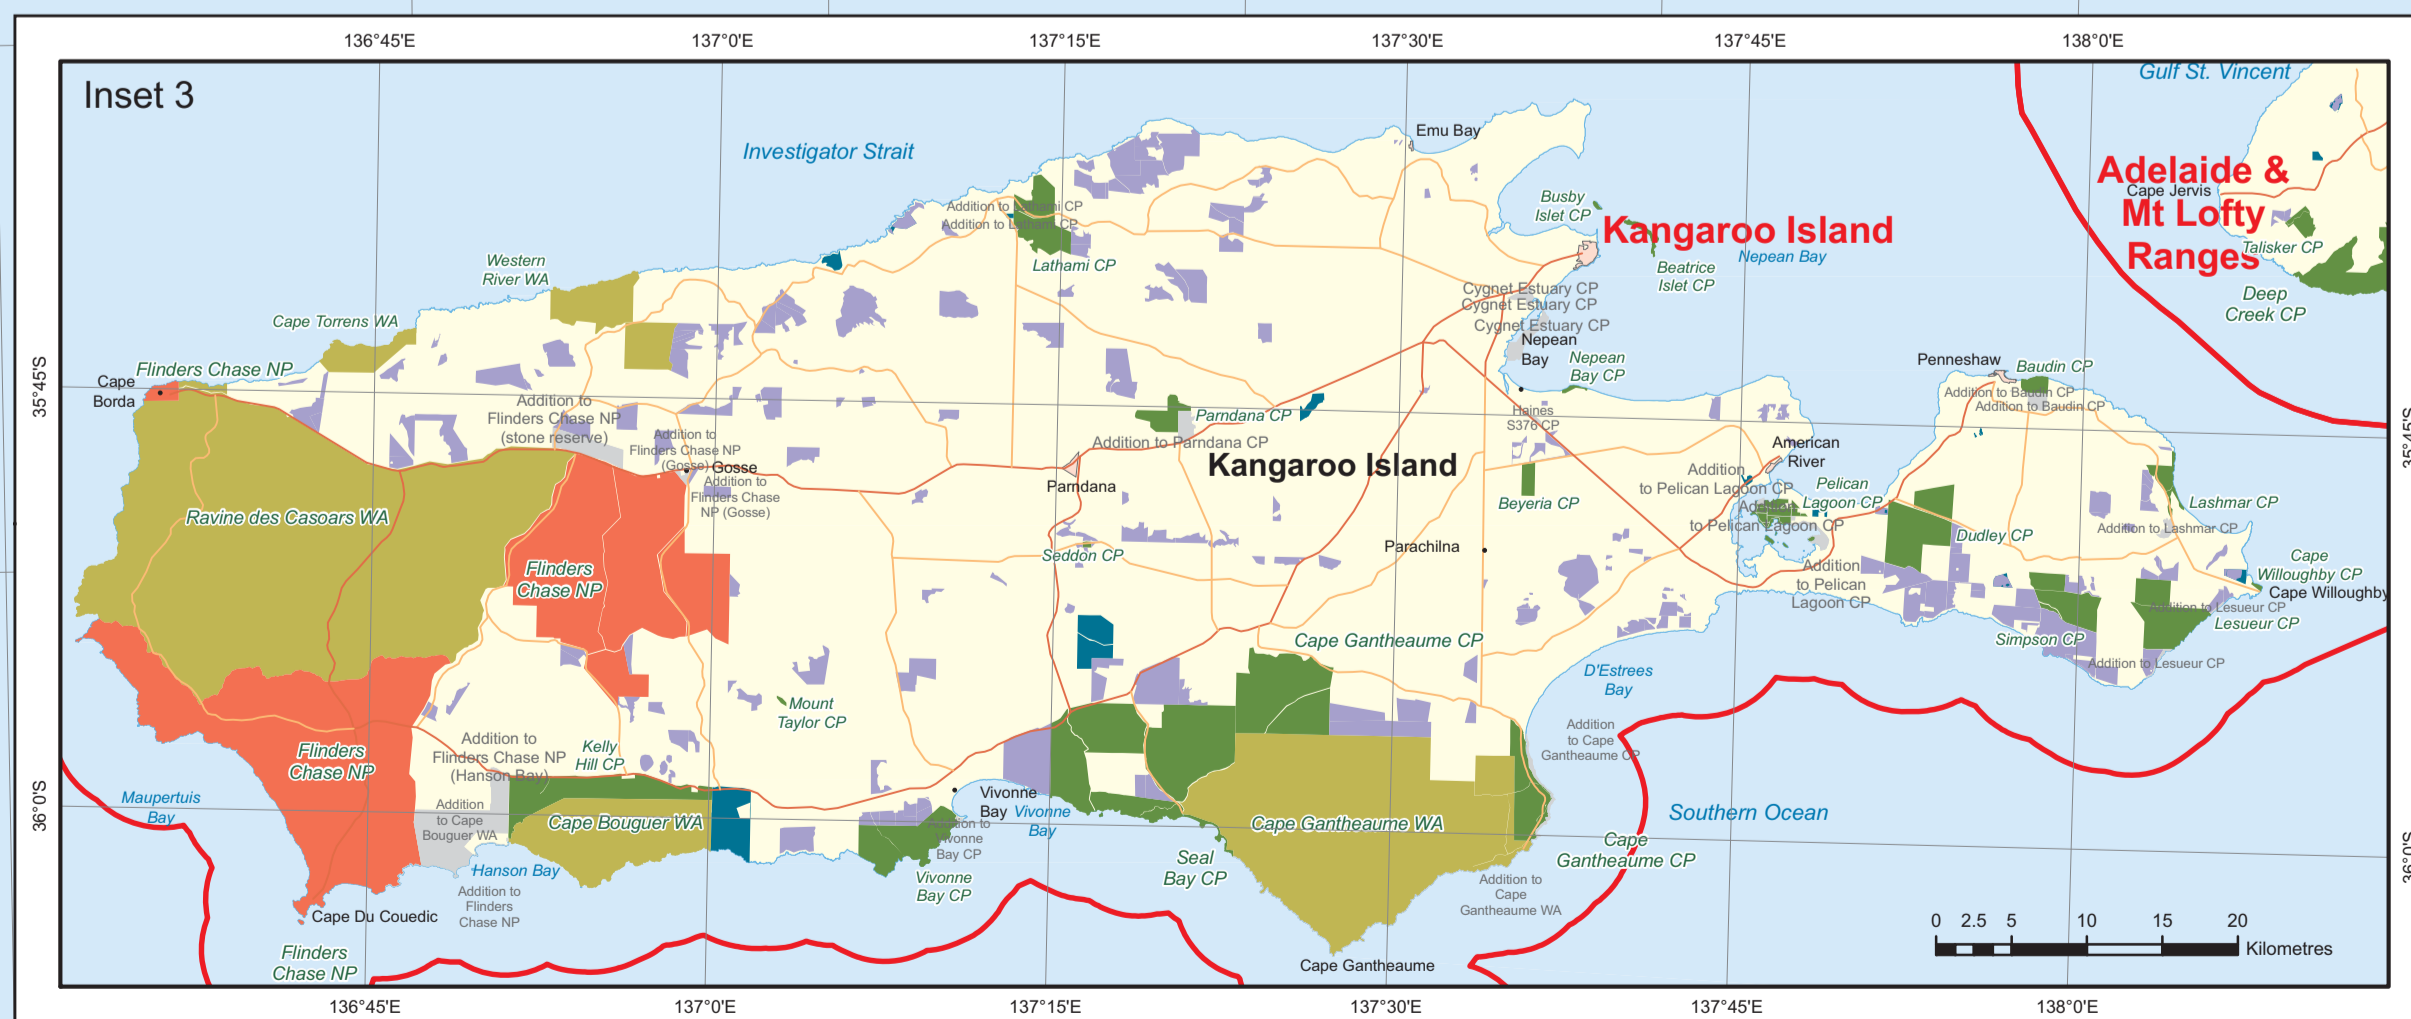 136°45'E
137°0'E
137°15'E
137°30'E
137°45'E
138°0'E
Inset 3
Gulf St. Vincent
Investigator Strait
Emu Bay
Adelaide &
Mt Lofty
Ranges
Cape Jervis
Talisker CP
Deep
Creek CP
Busby
Islet CP
Kangaroo Island
Nepean Bay
Beatrice
Islet CP
Addition to Lathami CP
Addition to Lathami CP
Lathami CP
Western
River WA
Cape Torrens WA
Flinders Chase NP
Cape
Borda
35°45'S
35°45'S
Cygnet Estuary CP
Cygnet Estuary CP
Cygnet Estuary CP
Nepean
Bay
Nepean
Bay CP
Penneshaw
Baudin CP
Addition to Baudin CP
Addition to Baudin CP
Addition to
Flinders Chase NP
(stone reserve)
Addition to
Flinders Chase NP
(Gosse)
Gosse
Addition to
Flinders Chase
NP (Gosse)
Parndana CP
Addition to Parndana CP
Kangaroo Island
Parndana
Haines
S376 CP
American
River
Addition
to Pelican Lagoon CP
Pelican
Lagoon CP
Addition
to Pelican Lagoon CP
Beyeria CP
Lashmar CP
Addition to Lashmar CP
Dudley CP
Ravine des Casoars WA
Flinders
Chase NP
Seddon CP
Parachilna
Addition
to Pelican
Lagoon CP
Cape
Willoughby CP
Cape Willoughby
Addition to Lesueur CP
Lesueur CP
Simpson CP
Addition to Lesueur CP
Cape Gantheaume CP
D'Estrees
Bay
Mount
Taylor CP
Flinders
Chase NP
Addition to
Flinders Chase NP
(Hanson Bay)
Kelly
Hill CP
Addition
to Cape
Gantheaume CP
Maupertuis
Bay
36°0'S
36°0'S
Addition
to Cape
Bouguer WA
Cape Bouguer WA
Vivonne
Bay
Vivonne
Bay
Addition to
Vivonne
Bay CP
Cape Gantheaume WA
Southern Ocean
Cape
Gantheaume CP
Hanson Bay
Vivonne
Bay CP
Seal
Bay CP
Addition to
Flinders
Chase NP
Addition to
Cape
Gantheaume WA
Cape Du Couedic
Flinders
Chase NP
Cape Gantheaume
0 2.5 5 10 15 20
Kilometres
136°45'E
137°0'E
137°15'E
137°30'E
137°45'E
138°0'E